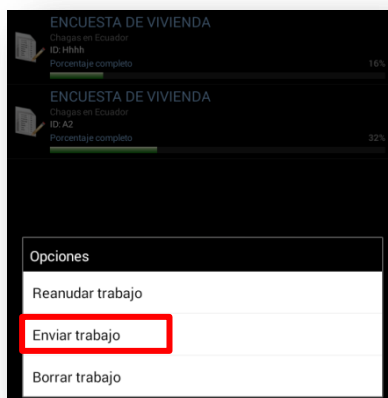 ENCUESTA DE VIVIENDA
Chagas en Ecuador
ID: Hhhh
Porcentaje completo 16%
ENCUESTA DE VIVIENDA
Chagas en Ecuador
ID: A2
Porcentaje completo 32%
Opciones
Reanudar trabajo
Enviar trabajo
Borrar trabajo